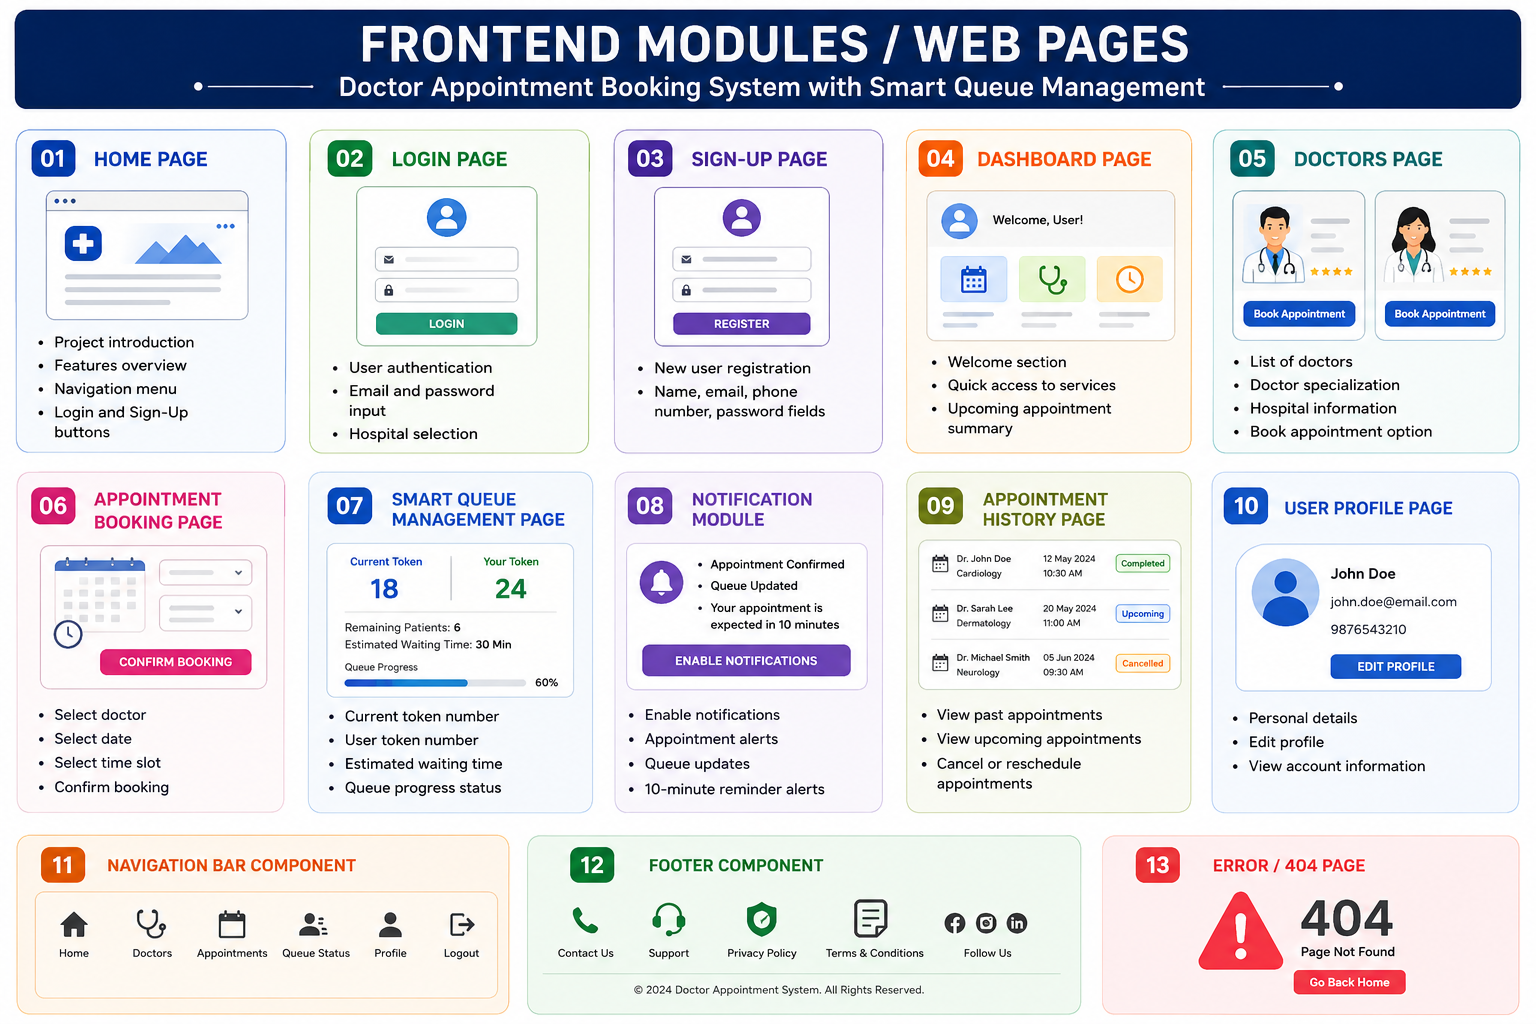 FRONTEND MODULES / WEB PAGES
Doctor Appointment Booking System with Smart Queue Management
01
HOME PAGE
• Project introduction
• Features overview
• Navigation menu
• Login and Sign-Up
buttons
02
LOGIN PAGE
LOGIN
• User authentication
• Email and password
input
• Hospital selection
03
SIGN-UP PAGE
REGISTER
• New user registration
• Name, email, phone
number, password fields
04
DASHBOARD PAGE
Welcome, User!
• Welcome section
• Quick access to services
• Upcoming appointment
summary
05
DOCTORS PAGE
Book Appointment
Book Appointment
• List of doctors
• Doctor specialization
• Hospital information
• Book appointment option
06
APPOINTMENT
BOOKING PAGE
CONFIRM BOOKING
• Select doctor
• Select date
• Select time slot
• Confirm booking
07
SMART QUEUE
MANAGEMENT PAGE
Current Token
18
Your Token
24
Remaining Patients: 6
Estimated Waiting Time: 30 Min
Queue Progress
60%
• Current token number
• User token number
• Estimated waiting time
• Queue progress status
08
NOTIFICATION
MODULE
• Appointment Confirmed
• Queue Updated
• Your appointment is
expected in 10 minutes
ENABLE NOTIFICATIONS
• Enable notifications
• Appointment alerts
• Queue updates
• 10-minute reminder alerts
09
APPOINTMENT
HISTORY PAGE
Dr. John Doe
Cardiology
12 May 2024
10:30 AM
Completed
Dr. Sarah Lee
Dermatology
20 May 2024
11:00 AM
Upcoming
Dr. Michael Smith
Neurology
05 Jun 2024
09:30 AM
Cancelled
• View past appointments
• View upcoming appointments
• Cancel or reschedule
appointments
10
USER PROFILE PAGE
John Doe
john.doe@email.com
9876543210
EDIT PROFILE
• Personal details
• Edit profile
• View account information
11
NAVIGATION BAR COMPONENT
Home
Doctors
Appointments
Queue Status
Profile
Logout
12
FOOTER COMPONENT
Contact Us
Support
Privacy Policy
Terms & Conditions
Follow Us
© 2024 Doctor Appointment System. All Rights Reserved.
13
ERROR / 404 PAGE
404
Page Not Found
Go Back Home